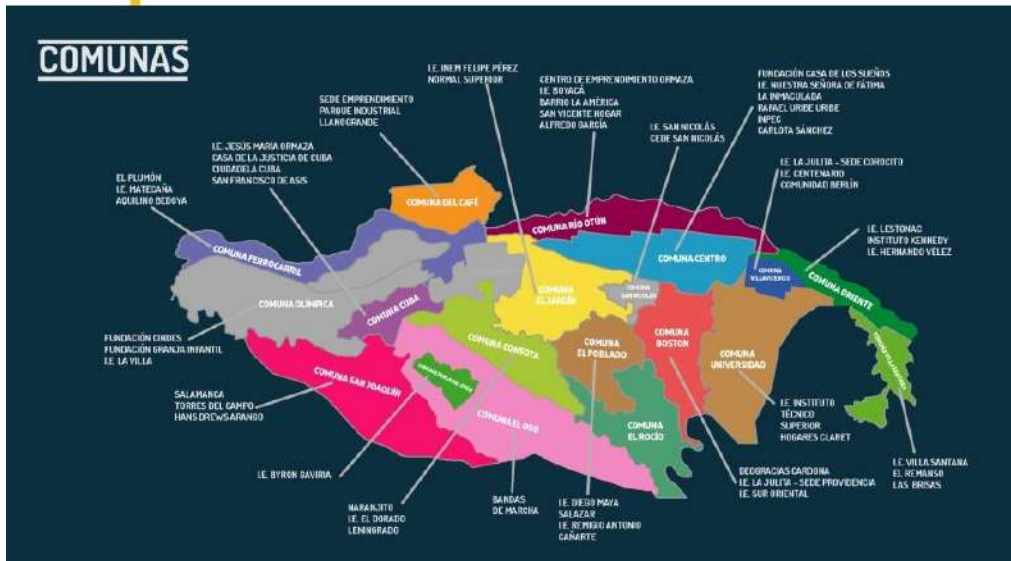 COMUNAS
I.E. INEM FELIPE PÉREZ
NORMAL SUPERIOR
CENTRO DE EMPRENDIMIENTO ORMAZA
I.E. BOYACÁ
BARRIO LA AMÉRICA
SAN VICENTE HOGAR
ALFREDO GARCÍA
FUNDACIÓN CASA DE LOS SUEÑOS
I.E. NUESTRA SEÑORA DE FÁTIMA
LA INMACULADA
RAFAEL URIBE URIBE
INPEC
CARLOTA SÁNCHEZ
SEDE EMPRENDIMIENTO
PARQUE INDUSTRIAL
LLANOGRANDE
I.E. SAN NICOLÁS
CEDE SAN NICOLÁS
I.E. JESÚS MARÍA ORMAZA
CASA DE LA JUSTICIA DE CUBA
CIUDADELA CUBA
SAN FRANCISCO DE ASIS
I.E. LA JULITA - SEDE COROCITO
I.E. CENTENARIO
COMUNIDAD BERLÍN
EL PLUMÓN
I.E. MATECAÑA
AQUILINO BEDOYA
I.E. LESTONAC
INSTITUTO KENNEDY
I.E. HERNANDO VÉLEZ
COMUNA DEL CAFÉ
COMUNA RÍO OTÚN
COMUNA FERROCARRIL
COMUNA CENTRO
COMUNA VILLAVICENCIO
COMUNA ORIENTE
COMUNA OLÍMPICA
COMUNA CUBA
COMUNA EL JARDÍN
COMUNA SAN NICOLÁS
COMUNA CONSOTA
COMUNA EL POBLADO
COMUNA BOSTON
COMUNA UNIVERSIDAD
COMUNA SAN JOAQUÍN
COMUNA EL OSO
COMUNA EL ROCÍO
FUNDACIÓN CINDES
FUNDACIÓN GRANJA INFANTIL
I.E. LA VILLA
SALAMANCA
TORRES DEL CAMPO
HANS DREWS ARANGO
I.E. INSTITUTO
TÉCNICO
SUPERIOR
HOGARES CLARET
I.E. BYRON GAVIRIA
DEOGRACIAS CARDONA
I.E. LA JULITA - SEDE PROVIDENCIA
I.E. SUR ORIENTAL
I.E. VILLA SANTANA
EL REMANSO
LAS BRISAS
NARANJITO
I.E. EL DORADO
LENINGRADO
BANDAS
DE MARCHA
I.E. DIEGO MAYA
SALAZAR
I.E. REMIGIO ANTONIO
CAÑARTE